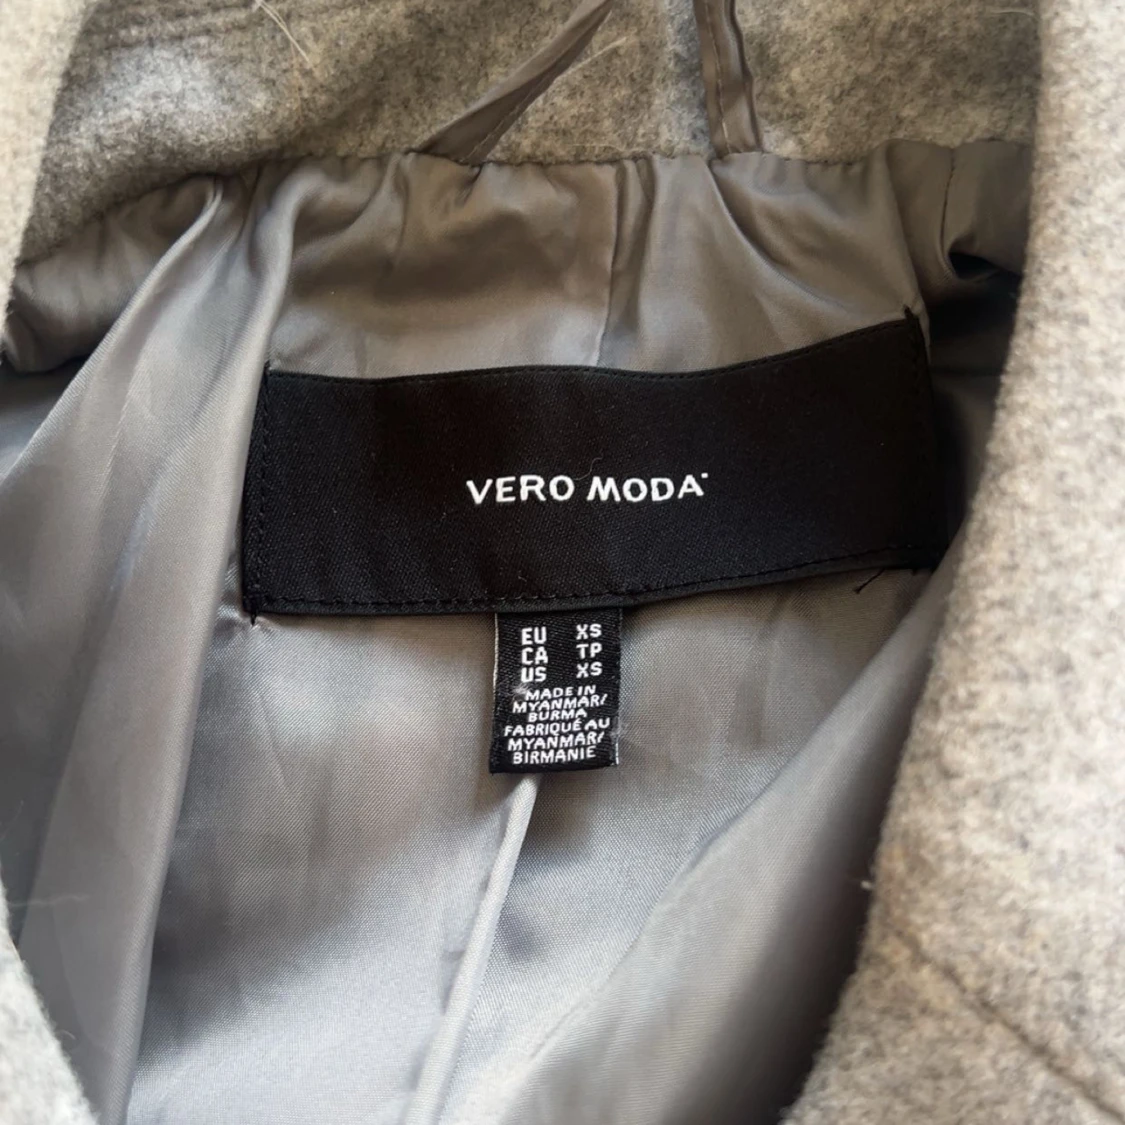 VERO MODA
EU XS
CA TP
US XS
MADE IN
MYANMAR/
BURMA
FABRIQUÉ AU
MYANMAR/
BIRMANIE